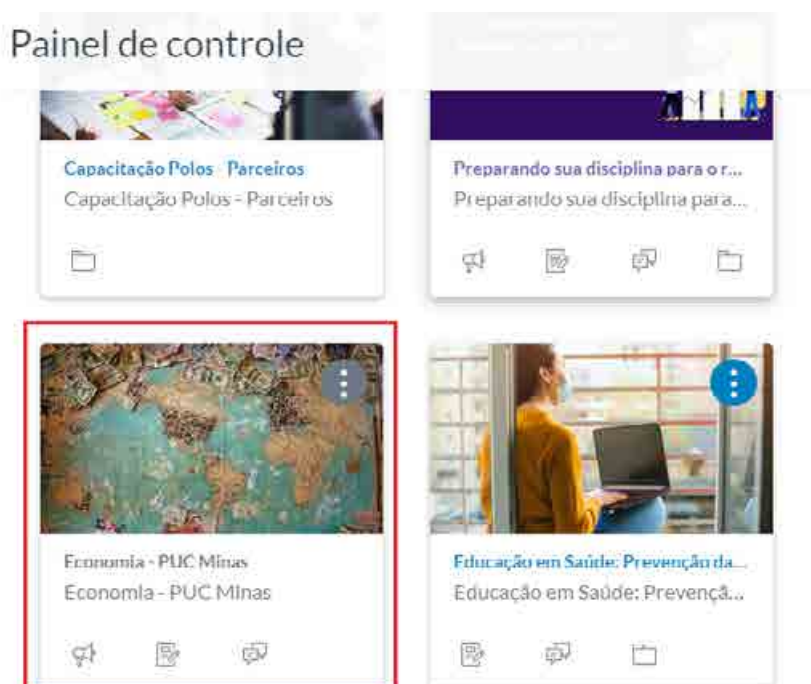 Painel de controle
Capacitação Polos - Parceiros
Capacitação Polos - Parceiros
Preparando sua disciplina para o r...
Preparando sua disciplina para...
Economia - PUC Minas
Economia - PUC Minas
Educação em Saúde: Prevenção da...
Educação em Saúde: Prevençã...